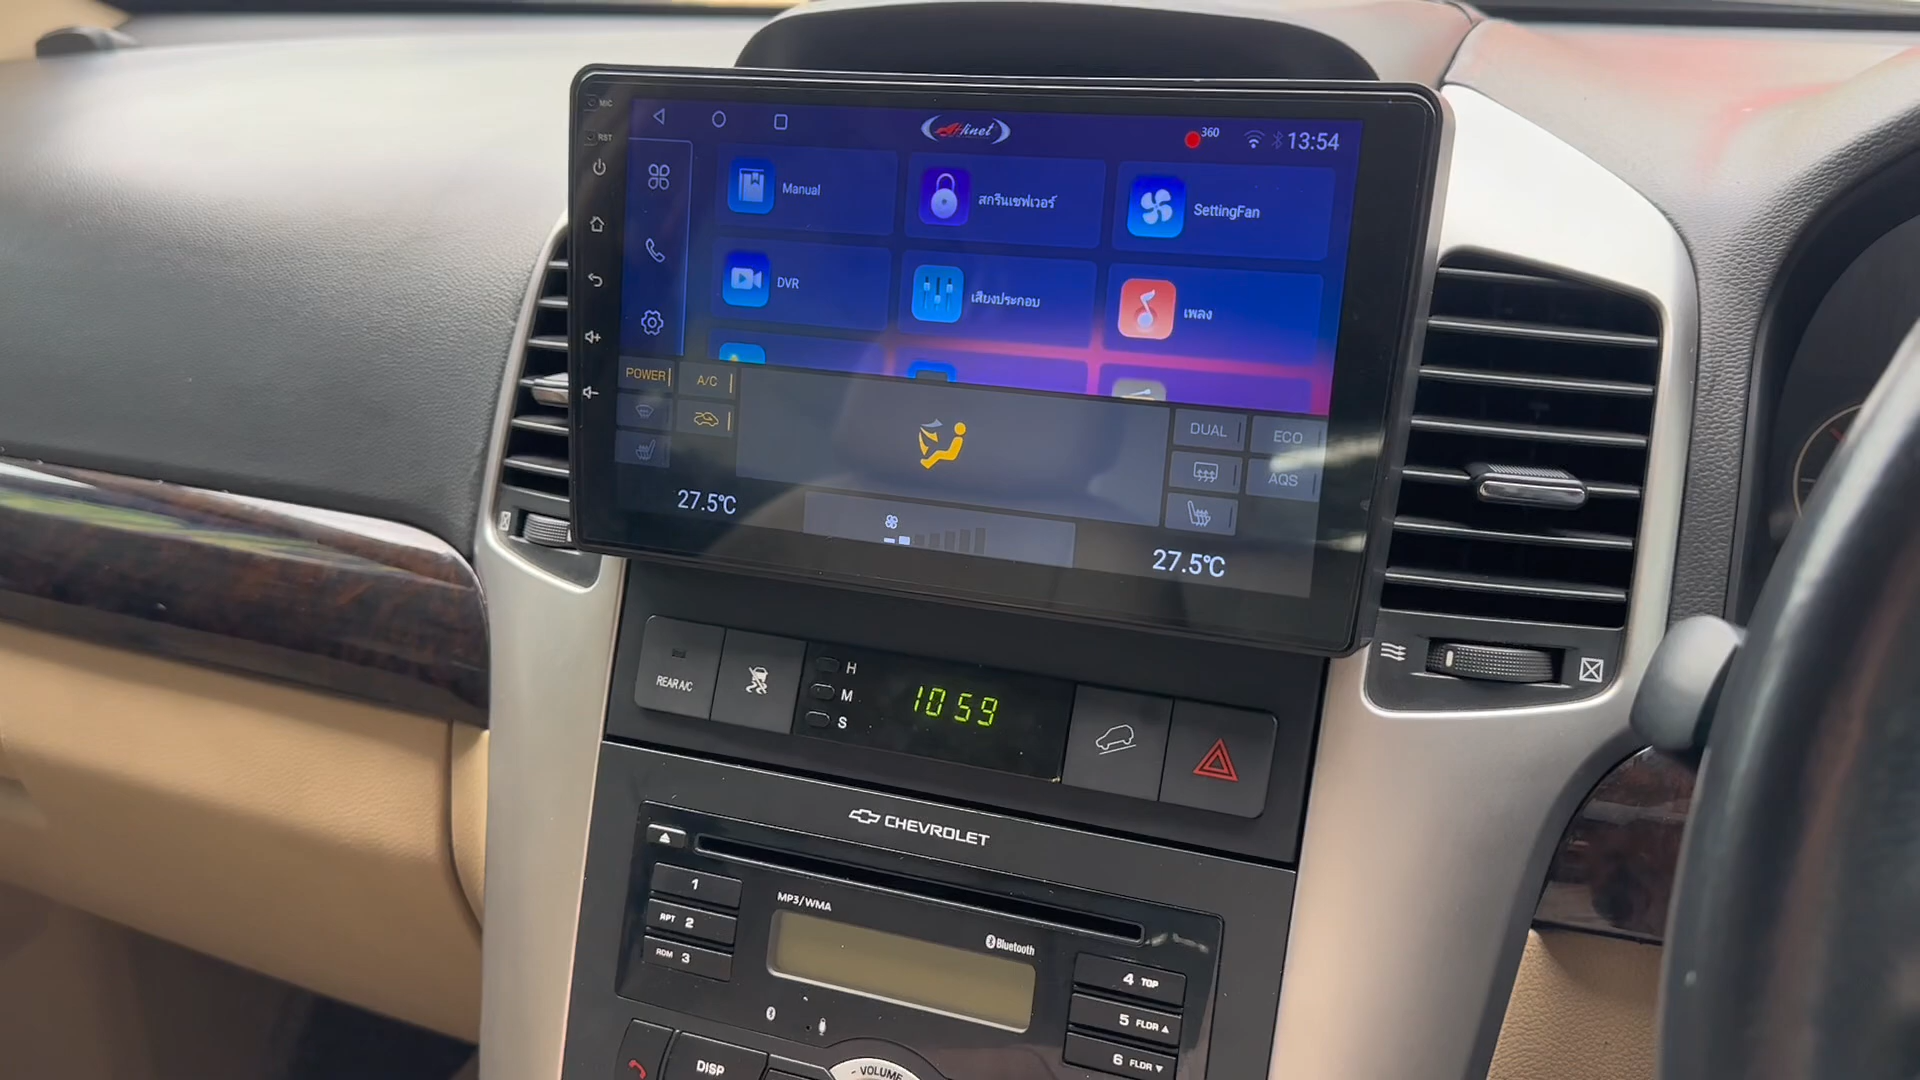 MIC
RST
360
13:54
Manual
สกรีนเซฟเวอร์
SettingFan
DVR
เสียงประกอบ
เพลง
POWER
A/C
DUAL
ECO
AQS
27.5℃
27.5℃
REAR A/C
H
M
S
10 59
CHEVROLET
1
RPT 2
RDM 3
MP3/WMA
Bluetooth
4 TOP
5 FLDR ▲
6 FLDR ▼
DISP
- VOLUME